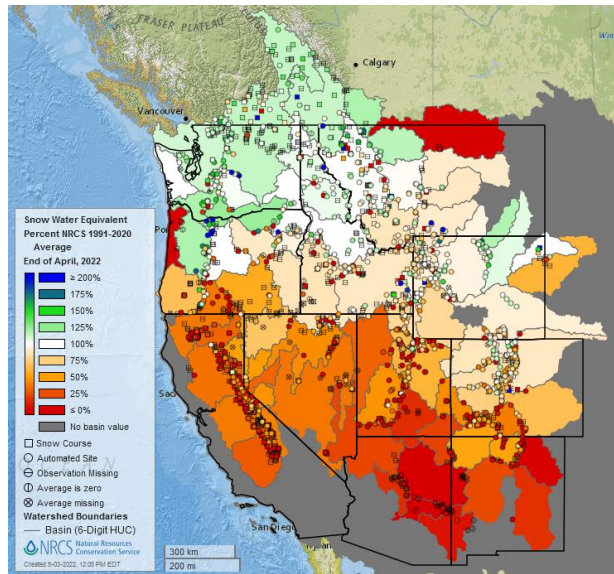 FRASER PLATEAU
Calgary
Vancouver
Snow Water Equivalent
Percent NRCS 1991-2020
Average
End of April, 2022
≥ 200%
175%
150%
125%
100%
75%
50%
25%
≤ 0%
No basin value
Snow Course
Automated Site
Observation Missing
Average is zero
Average missing
Watershed Boundaries
Basin (6-Digit HUC)
NRCS Natural Resources
Conservation Service
Created 5-03-2022, 12:05 PM EDT
San Diego
300 km
200 mi